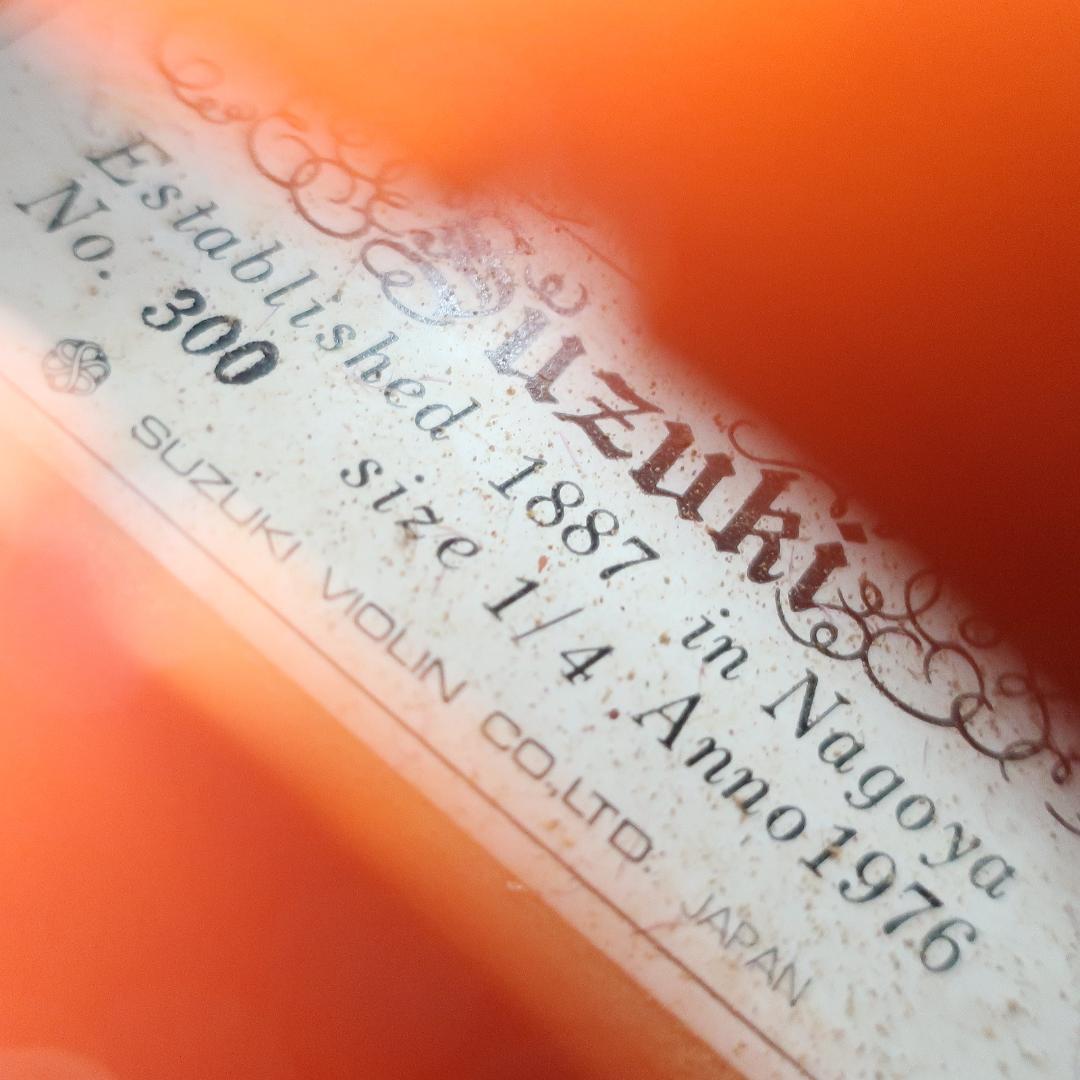 Suzuki
Established 1887 in Nagoya
No. 300 size 1/4 Anno 1976
SUZUKI VIOLIN CO.,LTD. JAPAN